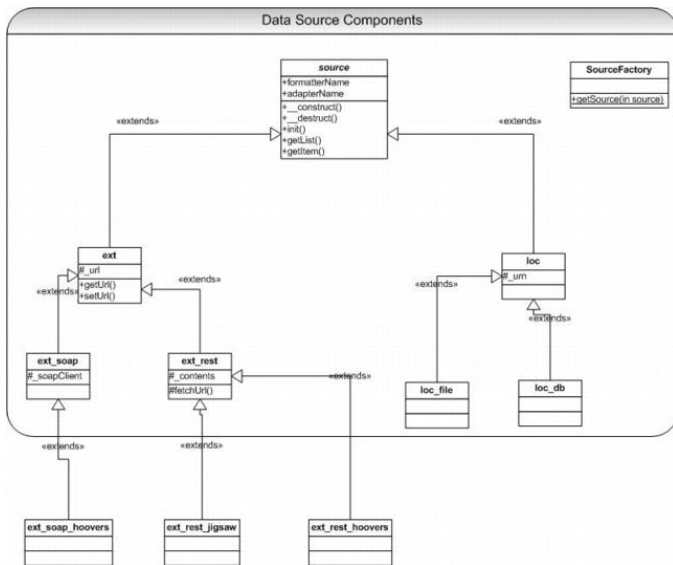 Data Source Components
source
+formatterName
+adapterName
+__construct()
+__destruct()
+init()
+getList()
+getItem()
SourceFactory
+getSource(in source)
«extends»
«extends»
ext
#_url
+getUrl()
+setUrl()
«extends»
«extends»
loc
#_urn
«extends»
«extends»
ext_soap
#_soapClient
ext_rest
#_contents
#fetchUrl()
«extends»
loc_file
loc_db
«extends»
«extends»
ext_soap_hoovers
ext_rest_jigsaw
ext_rest_hoovers